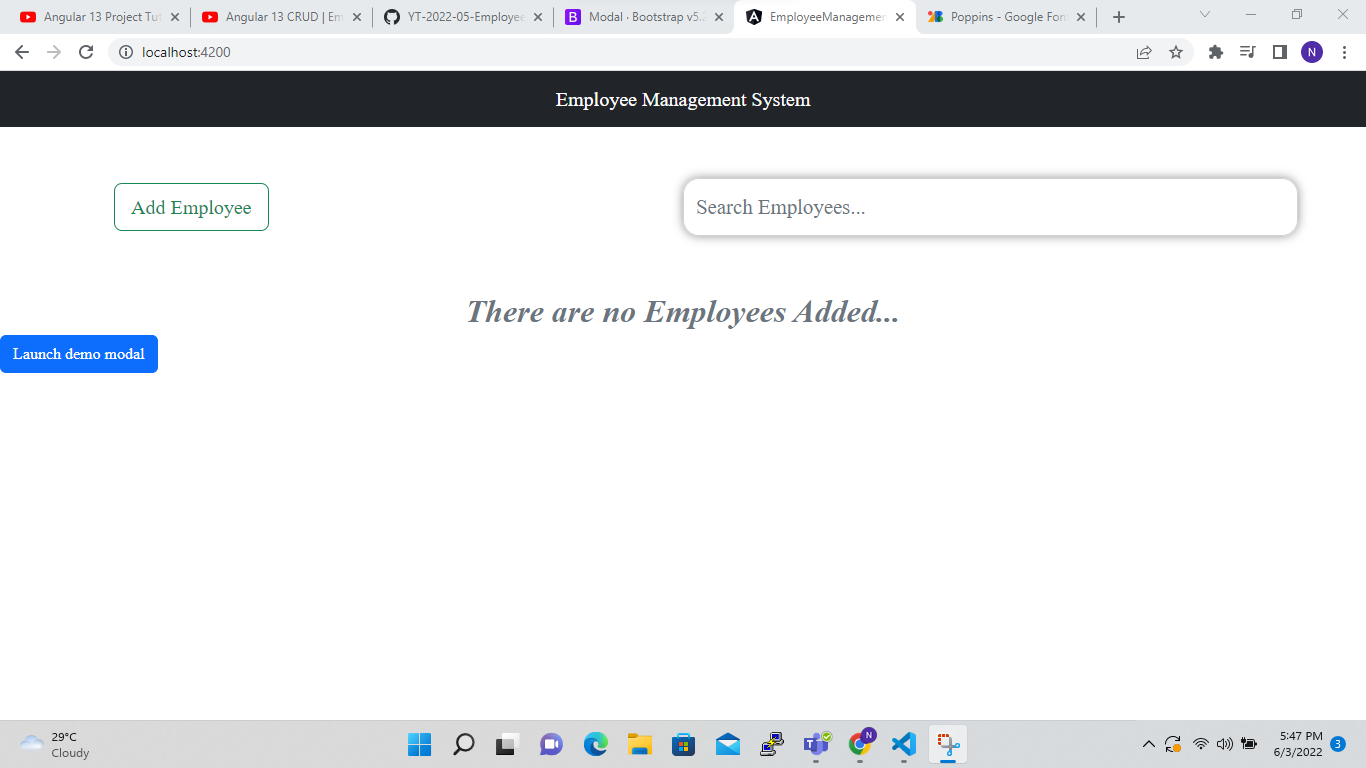 Angular 13 Project Tut
Angular 13 CRUD | Em
YT-2022-05-Employee
Modal · Bootstrap v5.2
EmployeeManagemen
Poppins - Google Fon
N
localhost:4200
Employee Management System
Add Employee
Search Employees...
There are no Employees Added...
Launch demo modal
29°C
Cloudy
N
5:47 PM
6/3/2022
3